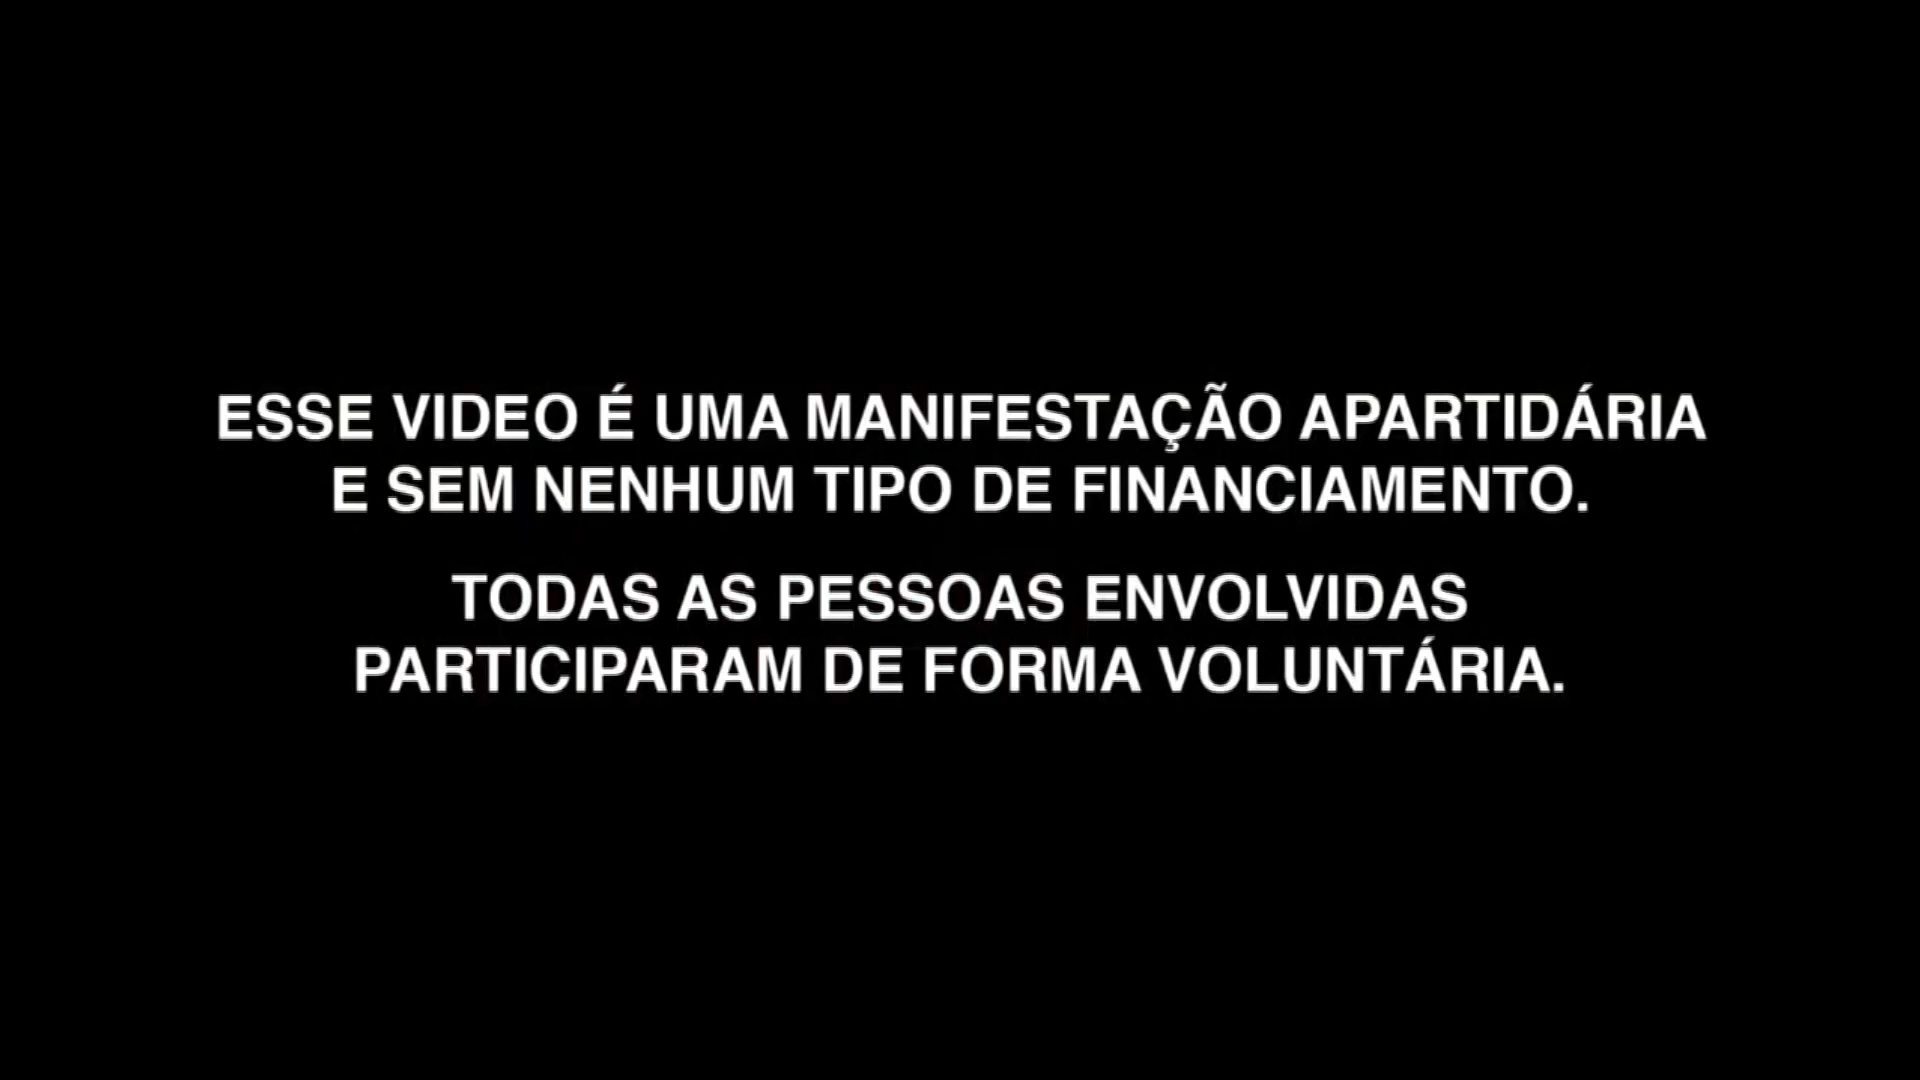 ESSE VIDEO É UMA MANIFESTAÇÃO APARTIDÁRIA
E SEM NENHUM TIPO DE FINANCIAMENTO.
TODAS AS PESSOAS ENVOLVIDAS
PARTICIPARAM DE FORMA VOLUNTÁRIA.